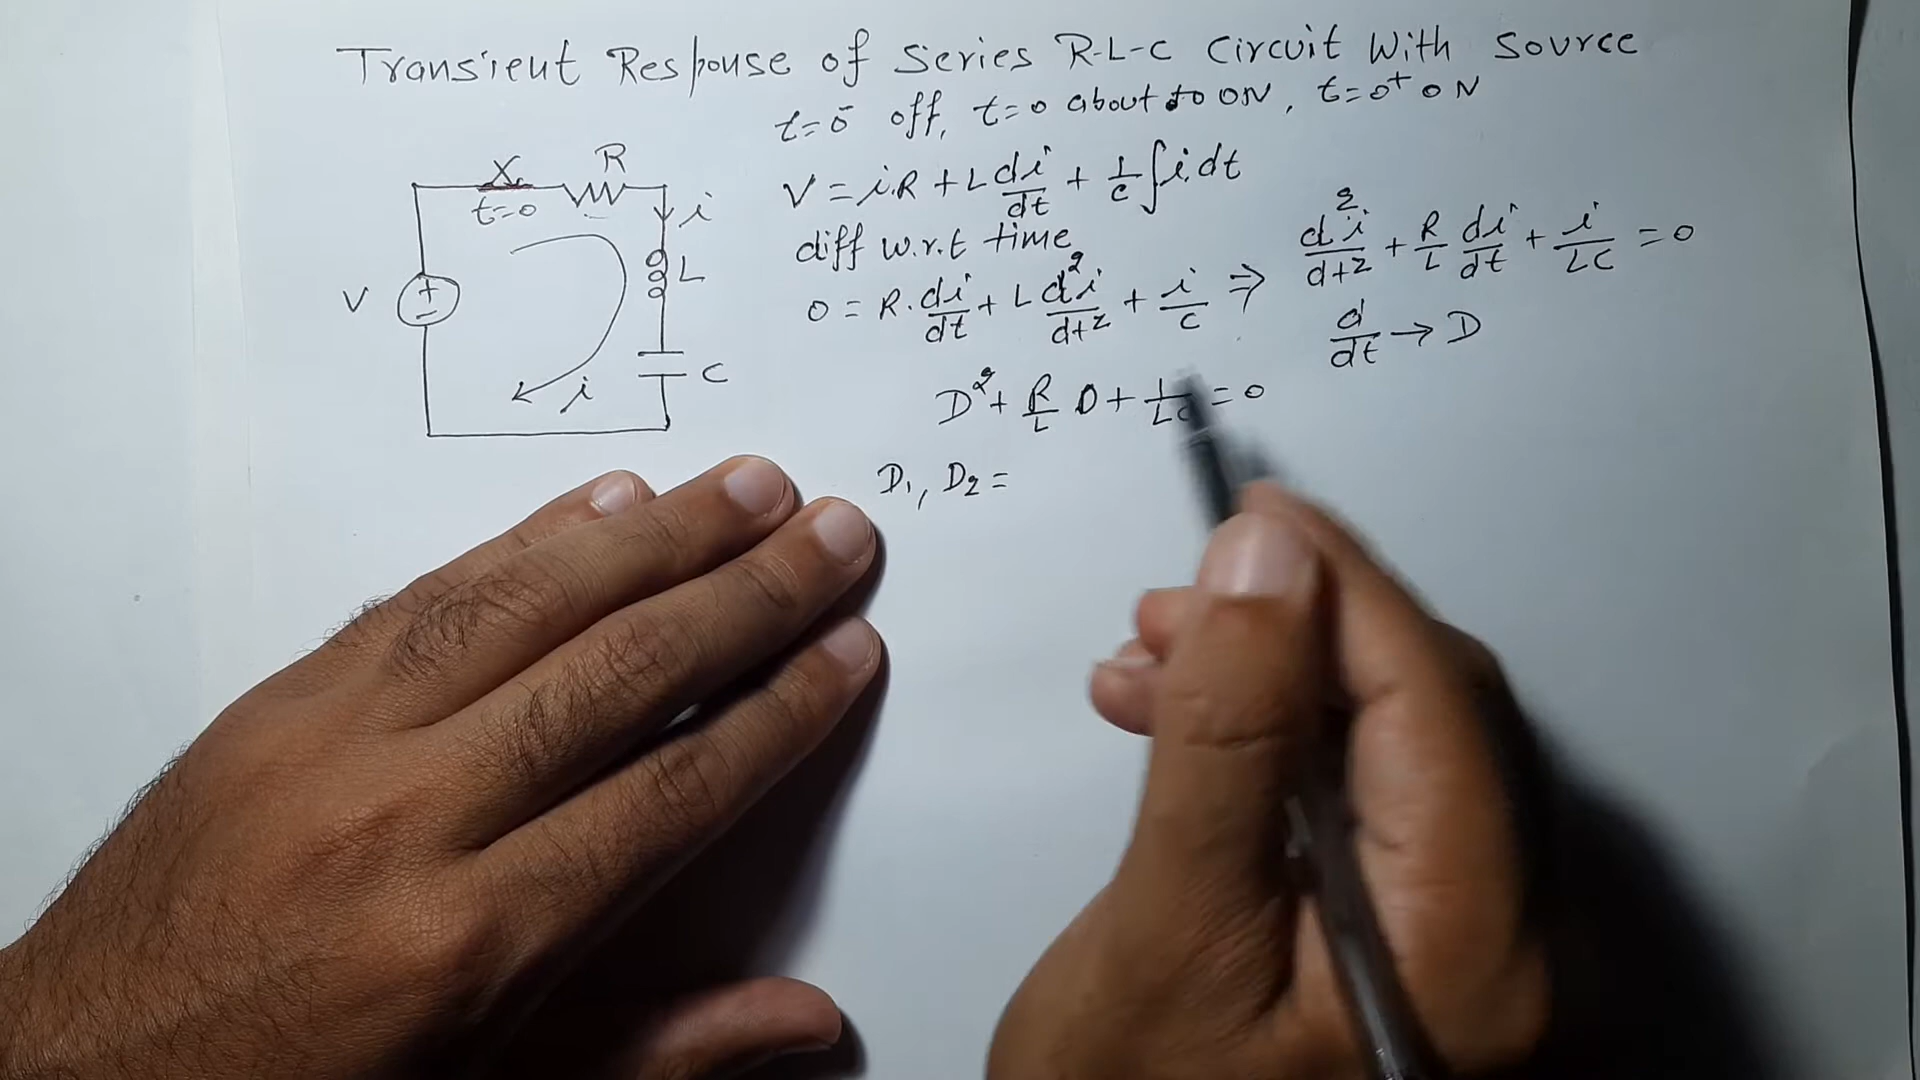 Transient Response of Series R-L-C Circuit With Source
t=0⁻ off, t=0 about to ON, t=0⁺ ON
V = i.R + L di/dt + 1/C ∫i.dt
diff w.r.t time
0 = R. di/dt + L d²i/dt² + i/C ⇒ d²i/dt² + R/L di/dt + i/LC = 0
d/dt → D
D² + R/L D + 1/LC = 0
D₁, D₂ =
R
t=0
i
V
+
−
L
C
i